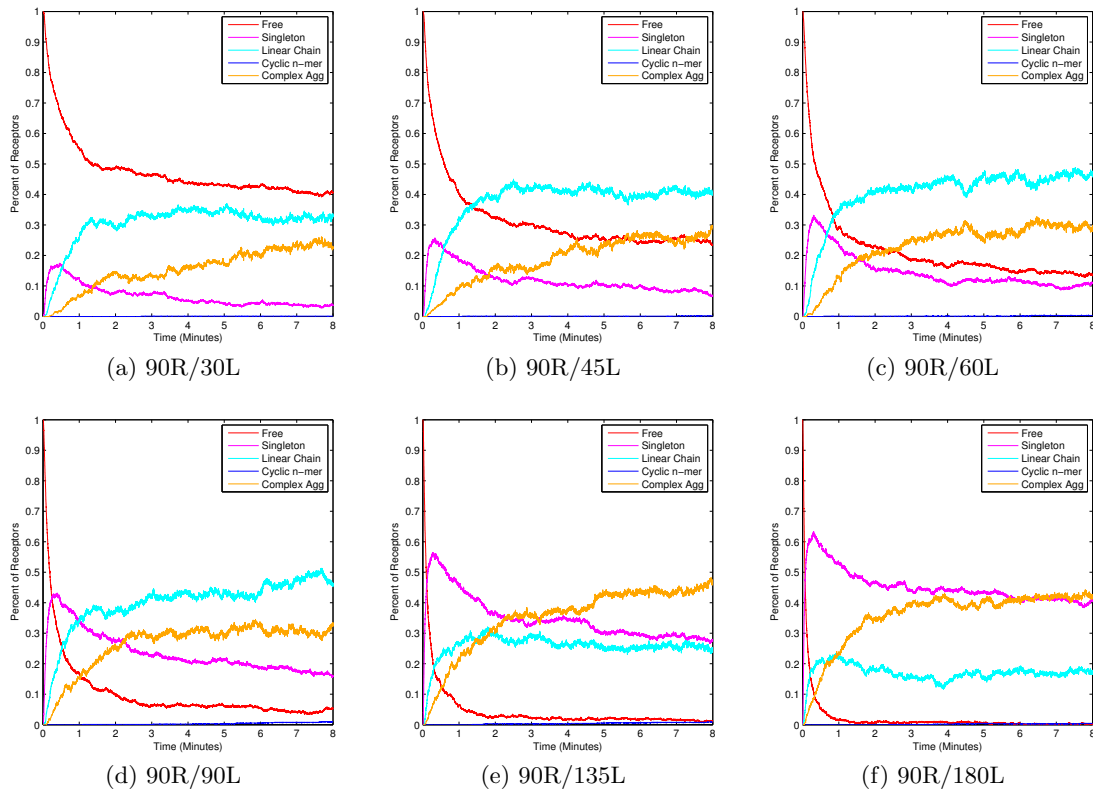 1
0.9
0.8
0.7
0.6
0.5
0.4
0.3
0.2
0.1
0
Percent of Receptors
Free
Singleton
Linear Chain
Cyclic n−mer
Complex Agg
0 1 2 3 4 5 6 7 8
Time (Minutes)
(a) 90R/30L
1
0.9
0.8
0.7
0.6
0.5
0.4
0.3
0.2
0.1
0
Percent of Receptors
Free
Singleton
Linear Chain
Cyclic n−mer
Complex Agg
0 1 2 3 4 5 6 7 8
Time (Minutes)
(b) 90R/45L
1
0.9
0.8
0.7
0.6
0.5
0.4
0.3
0.2
0.1
0
Percent of Receptors
Free
Singleton
Linear Chain
Cyclic n−mer
Complex Agg
0 1 2 3 4 5 6 7 8
Time (Minutes)
(c) 90R/60L
1
0.9
0.8
0.7
0.6
0.5
0.4
0.3
0.2
0.1
0
Percent of Receptors
Free
Singleton
Linear Chain
Cyclic n−mer
Complex Agg
0 1 2 3 4 5 6 7 8
Time (Minutes)
(d) 90R/90L
1
0.9
0.8
0.7
0.6
0.5
0.4
0.3
0.2
0.1
0
Percent of Receptors
Free
Singleton
Linear Chain
Cyclic n−mer
Complex Agg
0 1 2 3 4 5 6 7 8
Time (Minutes)
(e) 90R/135L
1
0.9
0.8
0.7
0.6
0.5
0.4
0.3
0.2
0.1
0
Percent of Receptors
Free
Singleton
Linear Chain
Cyclic n−mer
Complex Agg
0 1 2 3 4 5 6 7 8
Time (Minutes)
(f) 90R/180L